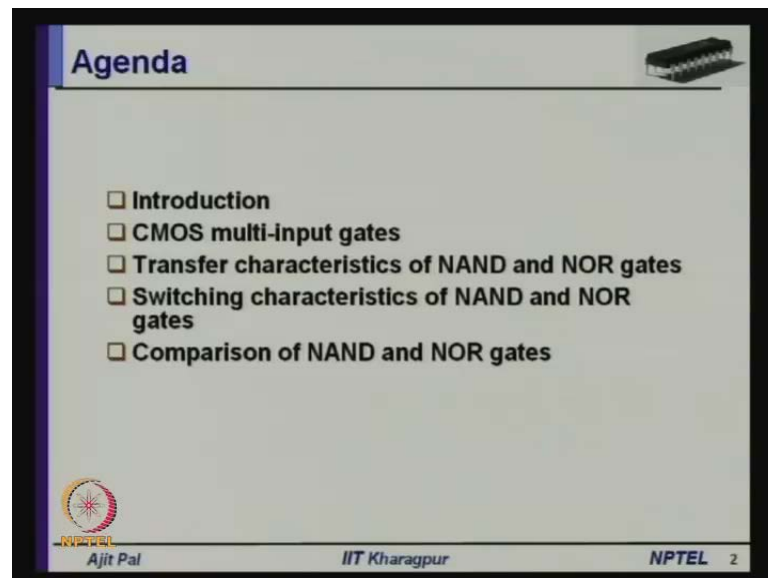 Agenda
Introduction
CMOS multi-input gates
Transfer characteristics of NAND and NOR gates
Switching characteristics of NAND and NOR
gates
Comparison of NAND and NOR gates
NPTEL
Ajit Pal IIT Kharagpur NPTEL 2